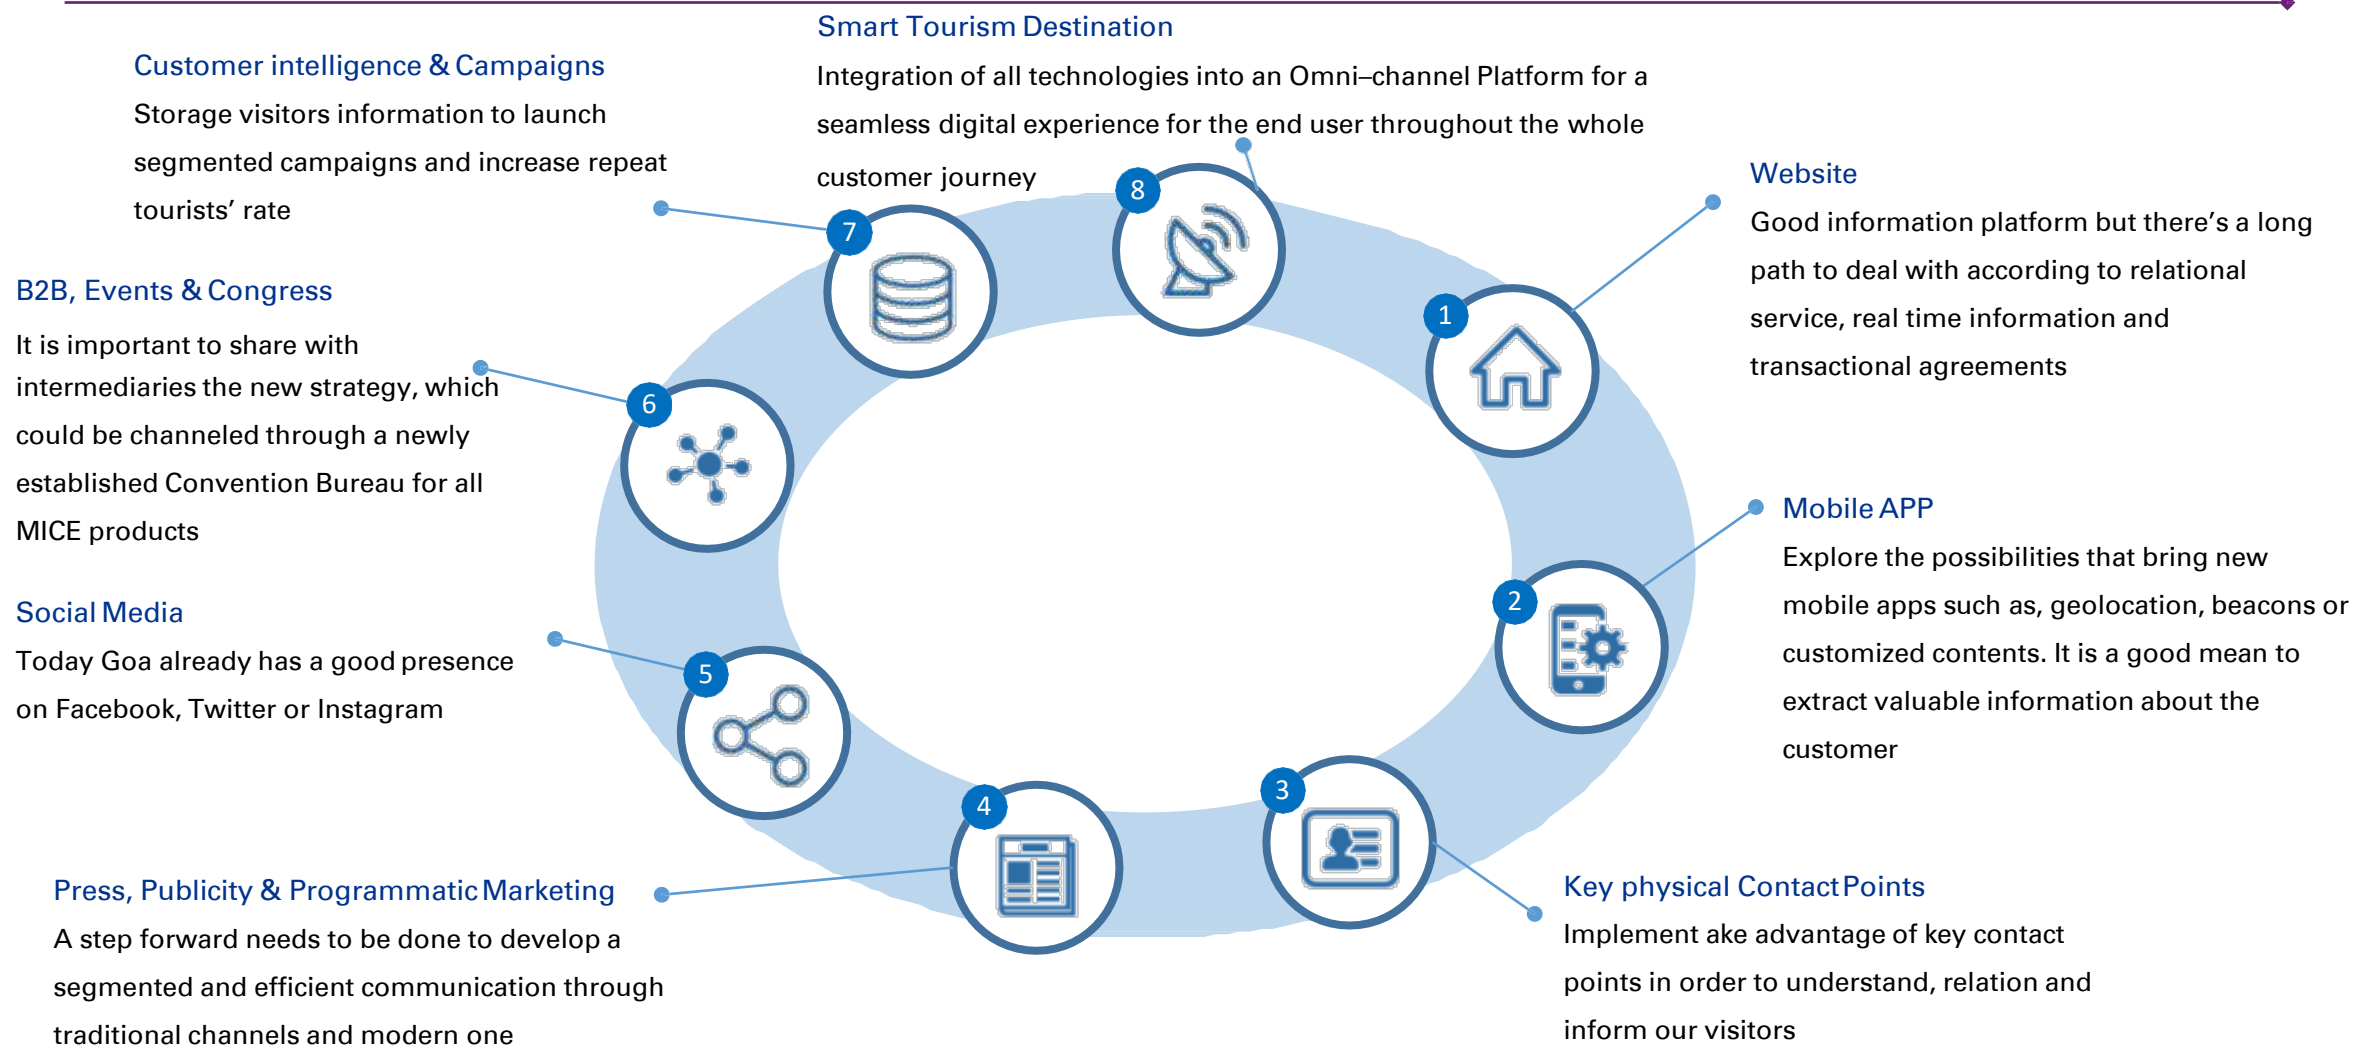 Smart Tourism Destination
Integration of all technologies into an Omni–channel Platform for a
seamless digital experience for the end user throughout the whole
customer journey
8
Website
Good information platform but there's a long
path to deal with according to relational
service, real time information and
transactional agreements
1
Mobile APP
Explore the possibilities that bring new
mobile apps such as, geolocation, beacons or
customized contents. It is a good mean to
extract valuable information about the
customer
2
Key physical Contact Points
Implement ake advantage of key contact
points in order to understand, relation and
inform our visitors
3
Press, Publicity & Programmatic Marketing
A step forward needs to be done to develop a
segmented and efficient communication through
traditional channels and modern one
4
Social Media
Today Goa already has a good presence
on Facebook, Twitter or Instagram
5
B2B, Events & Congress
It is important to share with
intermediaries the new strategy, which
could be channeled through a newly
established Convention Bureau for all
MICE products
6
Customer intelligence & Campaigns
Storage visitors information to launch
segmented campaigns and increase repeat
tourists' rate
7